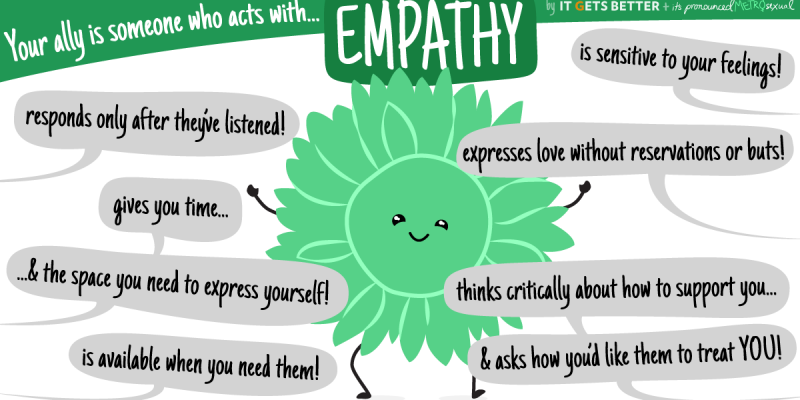 Your ally is someone who acts with...
EMPATHY
by IT GETS BETTER + its pronounced METROsexual
is sensitive to your feelings!
responds only after they've listened!
expresses love without reservations or buts!
gives you time...
...& the space you need to express yourself!
thinks critically about how to support you...
is available when you need them!
& asks how you'd like them to treat YOU!